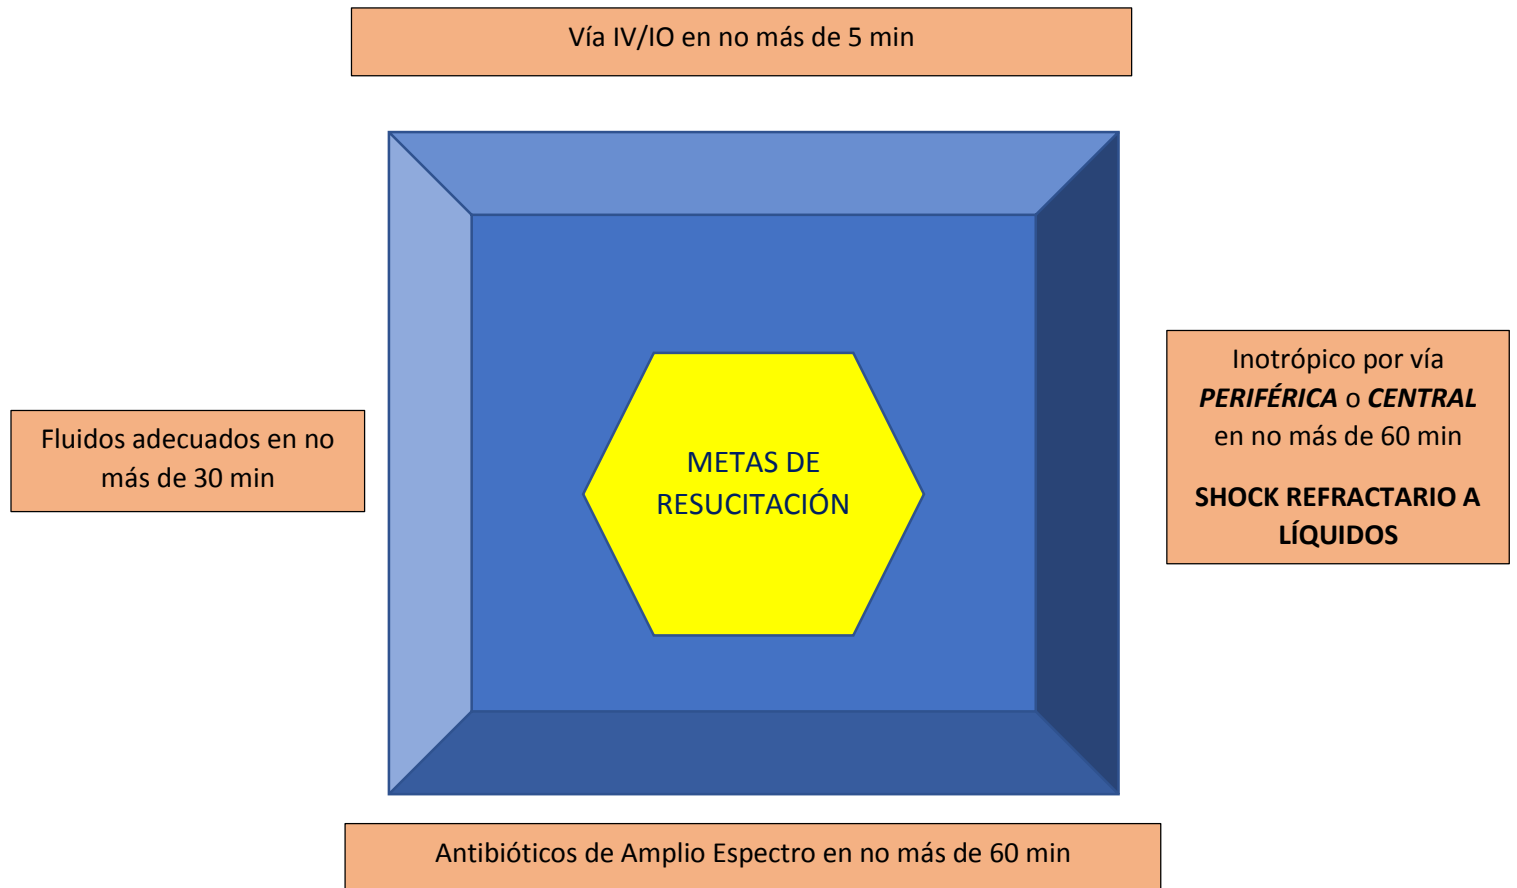 Vía IV/IO en no más de 5 min
Fluidos adecuados en no
más de 30 min
METAS DE
RESUCITACIÓN
Inotrópico por vía
PERIFÉRICA o CENTRAL
en no más de 60 min
SHOCK REFRACTARIO A
LÍQUIDOS
Antibióticos de Amplio Espectro en no más de 60 min